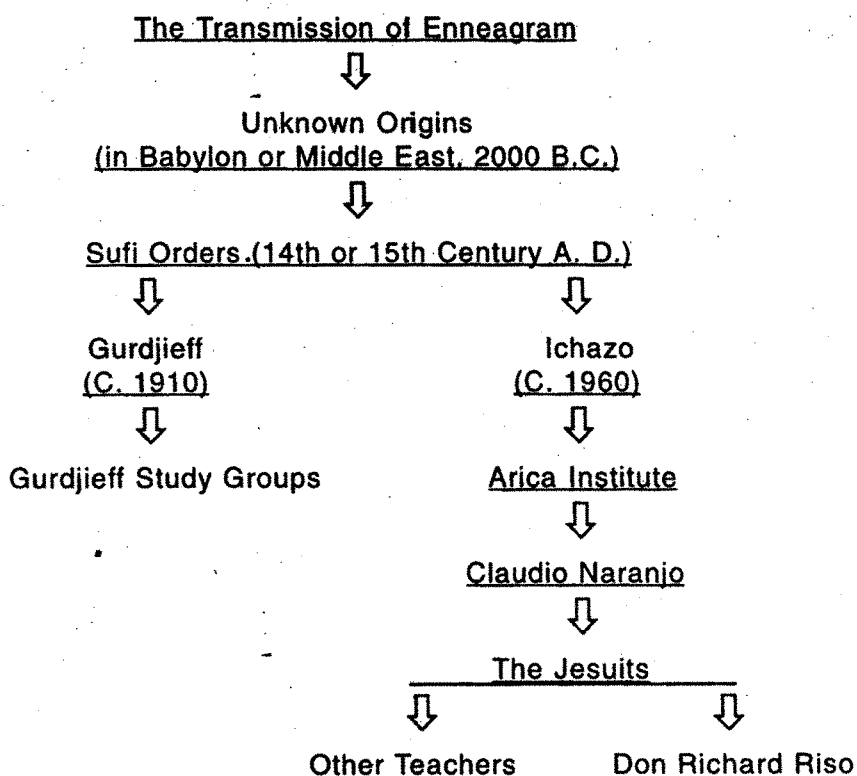 The Transmission of Enneagram
Unknown Origins
(in Babylon or Middle East, 2000 B.C.)
Sufi Orders.(14th or 15th Century A. D.)
Gurdjieff Ichazo
(C. 1910) (C. 1960)
Gurdjieff Study Groups Arica Institute
Claudio Naranjo
The Jesuits
Other Teachers Don Richard Riso